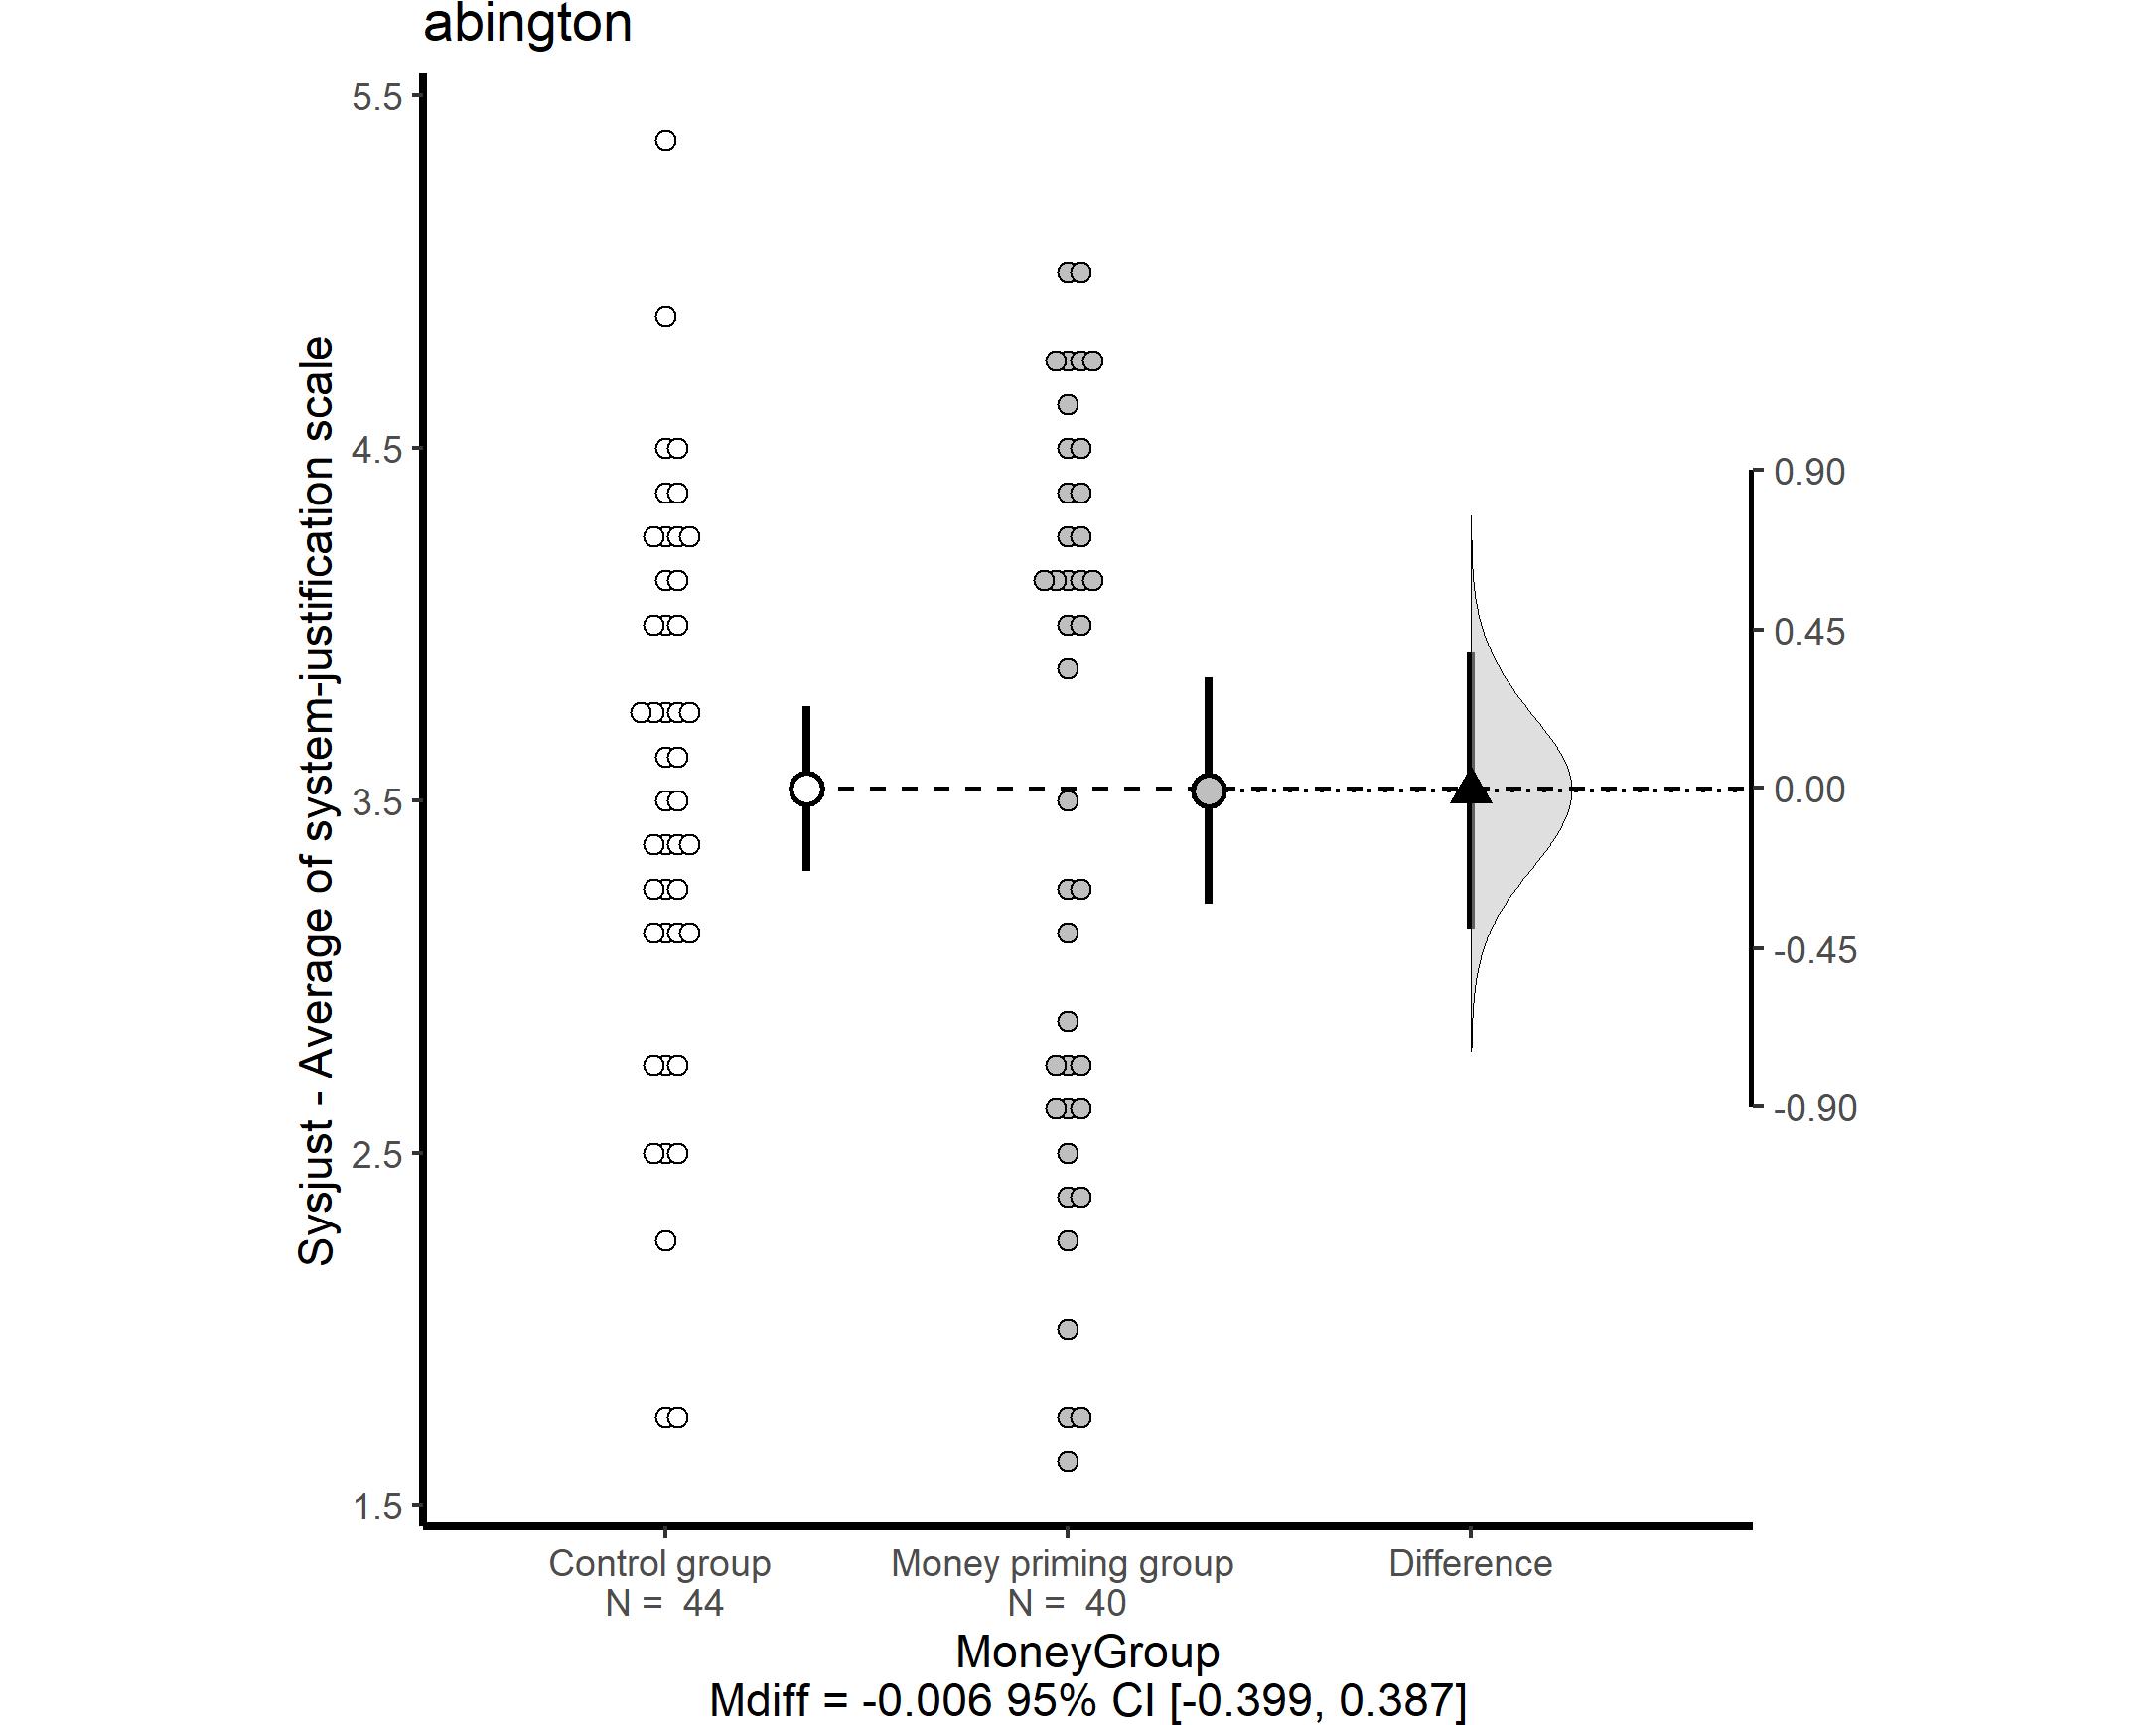 abington
Sysjust - Average of system-justification scale
5.5
4.5
3.5
2.5
1.5
0.90
0.45
0.00
-0.45
-0.90
Control group
N =  44
Money priming group
N =  40
Difference
MoneyGroup
Mdiff = -0.006 95% CI [-0.399, 0.387]